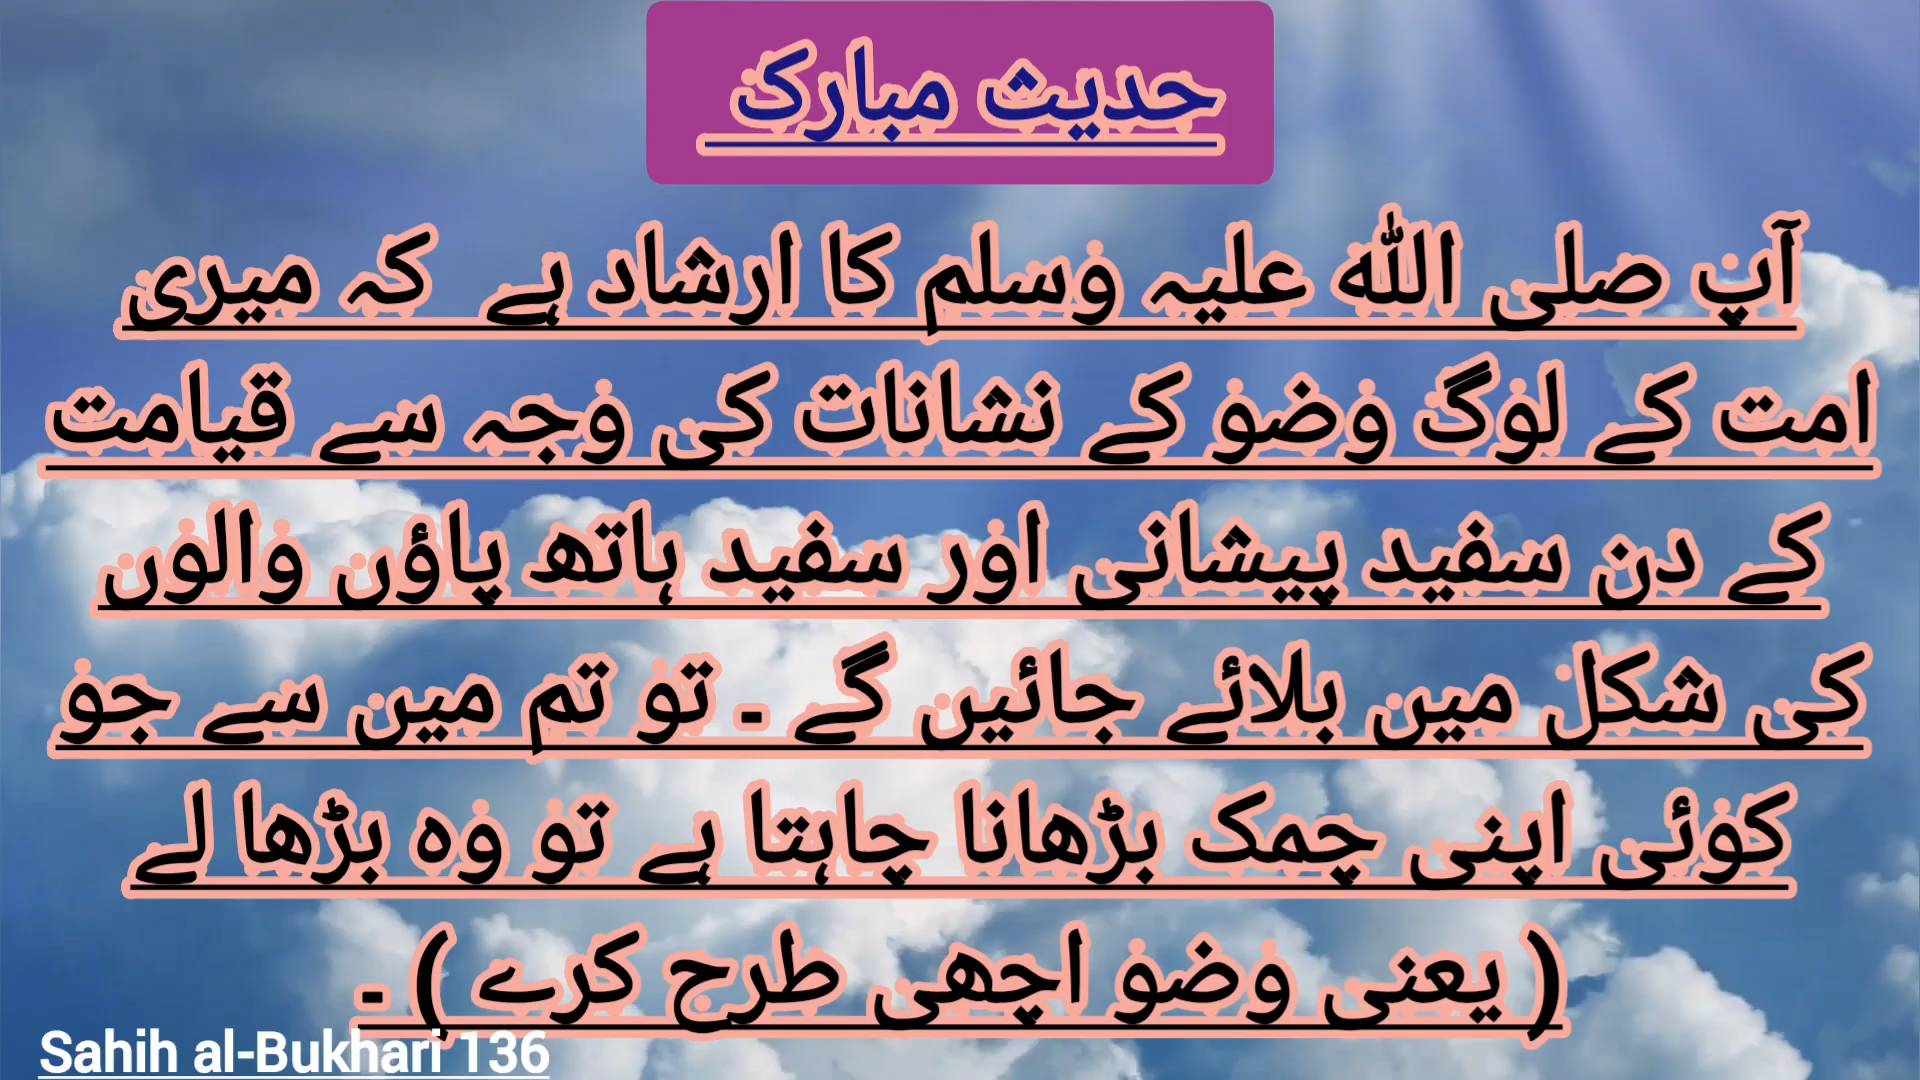 حدیث مبارک
آپ صلی اللہ علیہ وسلم کا ارشاد ہے کہ میری
امت کے لوگ وضو کے نشانات کی وجہ سے قیامت
کے دن سفید پیشانی اور سفید ہاتھ پاؤں والوں
کی شکل میں بلائے جائیں گے ۔ تو تم میں سے جو
کوئی اپنی چمک بڑھانا چاہتا ہے تو وہ بڑھا لے
( یعنی وضو اچھی طرح کرے ) ۔
Sahih al-Bukhari 136